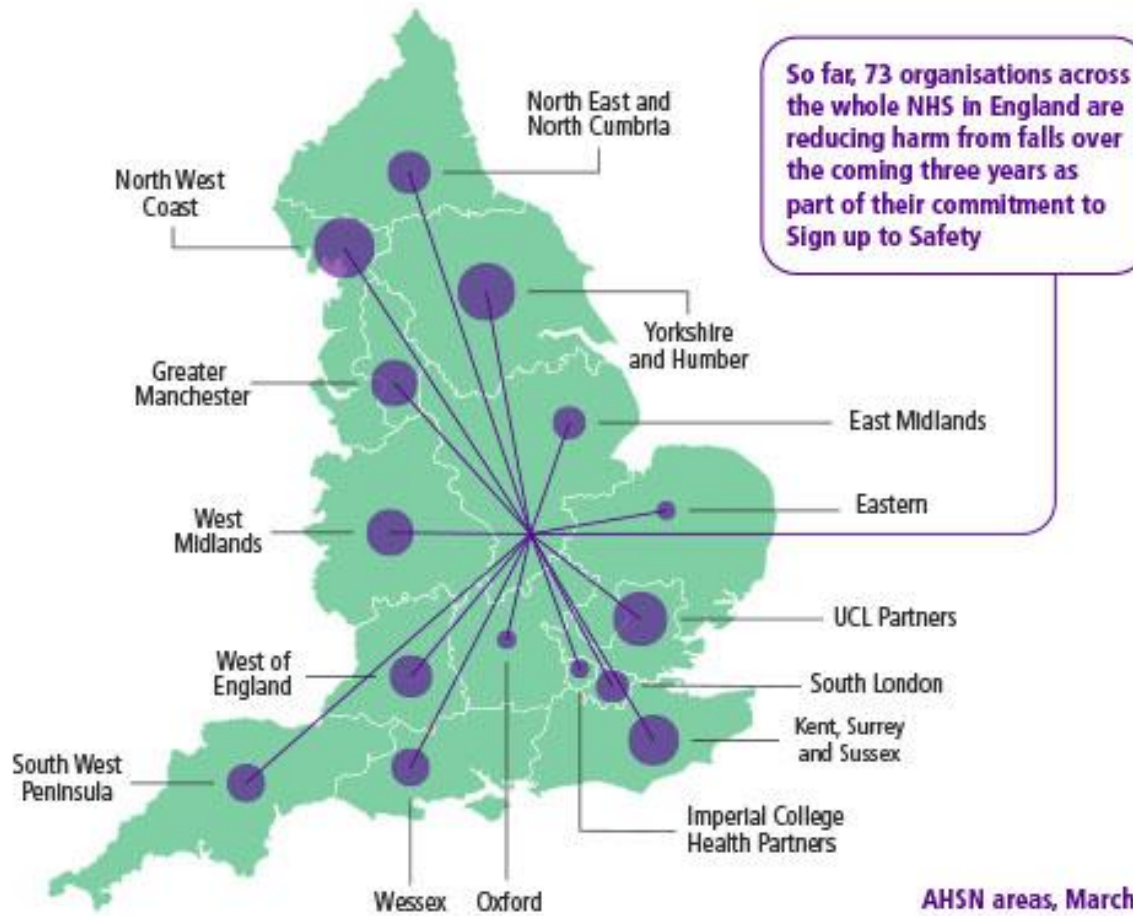 So far, 73 organisations across
the whole NHS in England are
reducing harm from falls over
the coming three years as
part of their commitment to
Sign up to Safety
North East and
North Cumbria
North West
Coast
Yorkshire
and Humber
Greater
Manchester
East Midlands
Eastern
West
Midlands
UCL Partners
West of
England
South London
Kent, Surrey
and Sussex
South West
Peninsula
Imperial College
Health Partners
Wessex
Oxford
AHSN areas, March